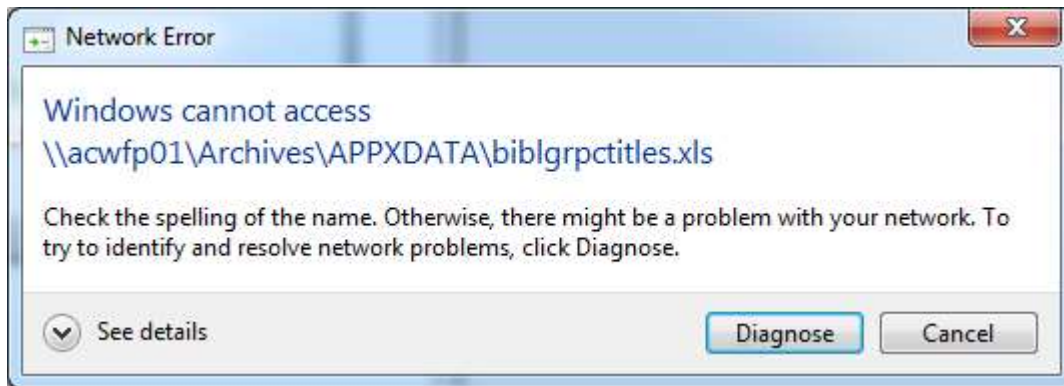 Network Error
Windows cannot access
\\acwfp01\Archives\APPXDATA\biblgrpctitles.xls
Check the spelling of the name. Otherwise, there might be a problem with your network. To
try to identify and resolve network problems, click Diagnose.
See details
Diagnose
Cancel